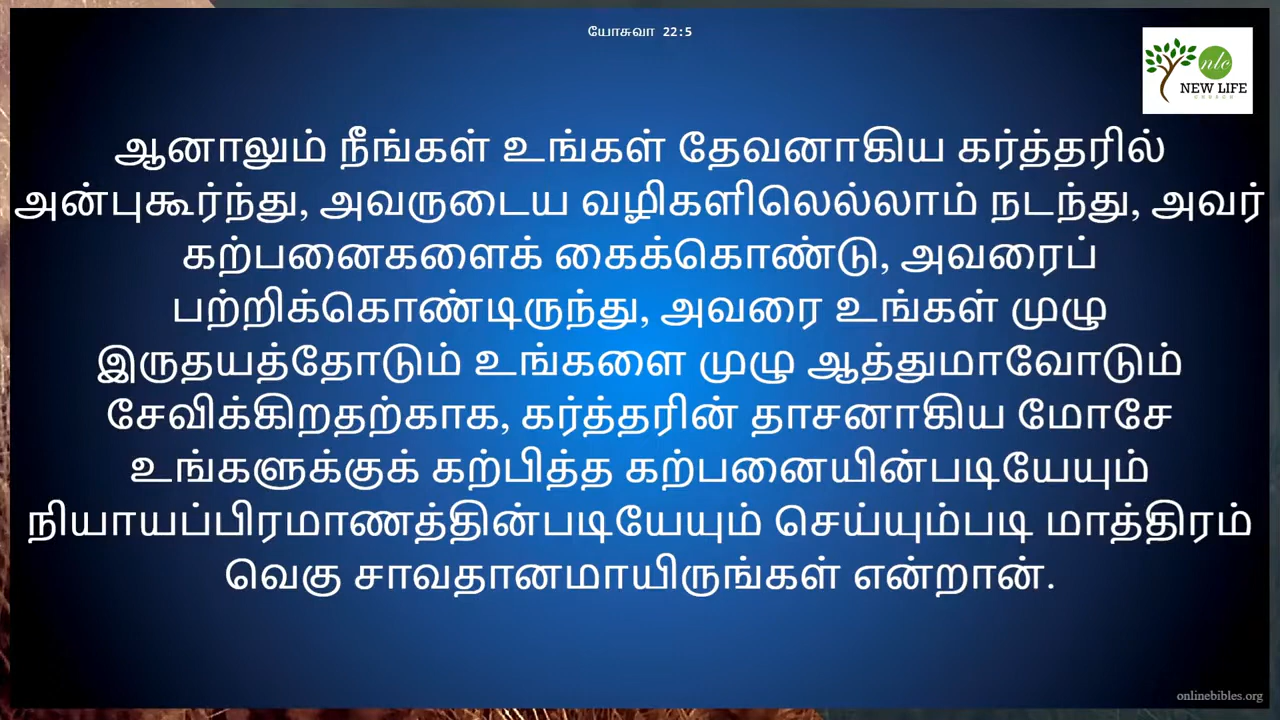 யோசுவா 22:5
nlc
NEW LIFE
CHURCH
ஆனாலும் நீங்கள் உங்கள் தேவனாகிய கர்த்தரில்
அன்புகூர்ந்து, அவருடைய வழிகளிலெல்லாம் நடந்து, அவர்
கற்பனைகளைக் கைக்கொண்டு, அவரைப்
பற்றிக்கொண்டிருந்து, அவரை உங்கள் முழு
இருதயத்தோடும் உங்களை முழு ஆத்துமாவோடும்
சேவிக்கிறதற்காக, கர்த்தரின் தாசனாகிய மோசே
உங்களுக்குக் கற்பித்த கற்பனையின்படியேயும்
நியாயப்பிரமாணத்தின்படியேயும் செய்யும்படி மாத்திரம்
வெகு சாவதானமாயிருங்கள் என்றான்.
onlinebibles.org